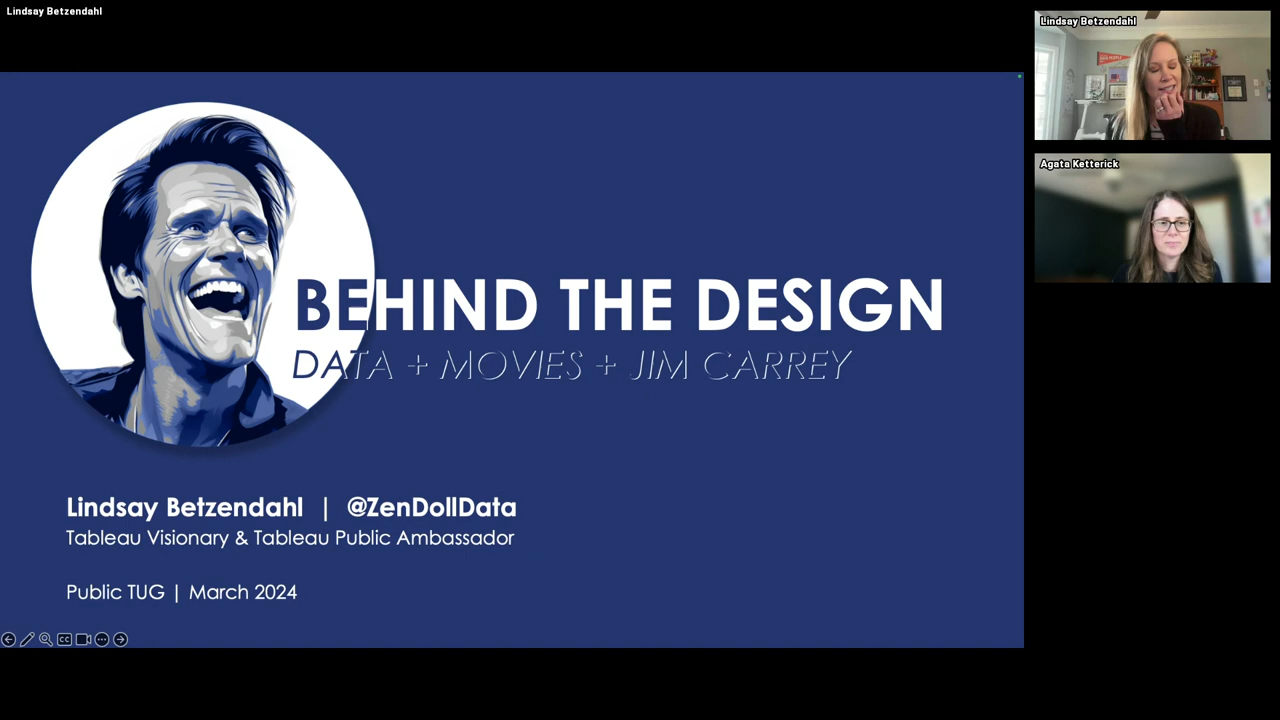 Lindsay Betzendahl
Lindsay Betzendahl
Agata Ketterick
BEHIND THE DESIGN
DATA + MOVIES + JIM CARREY
Lindsay Betzendahl | @ZenDollData
Tableau Visionary & Tableau Public Ambassador
Public TUG | March 2024
CC